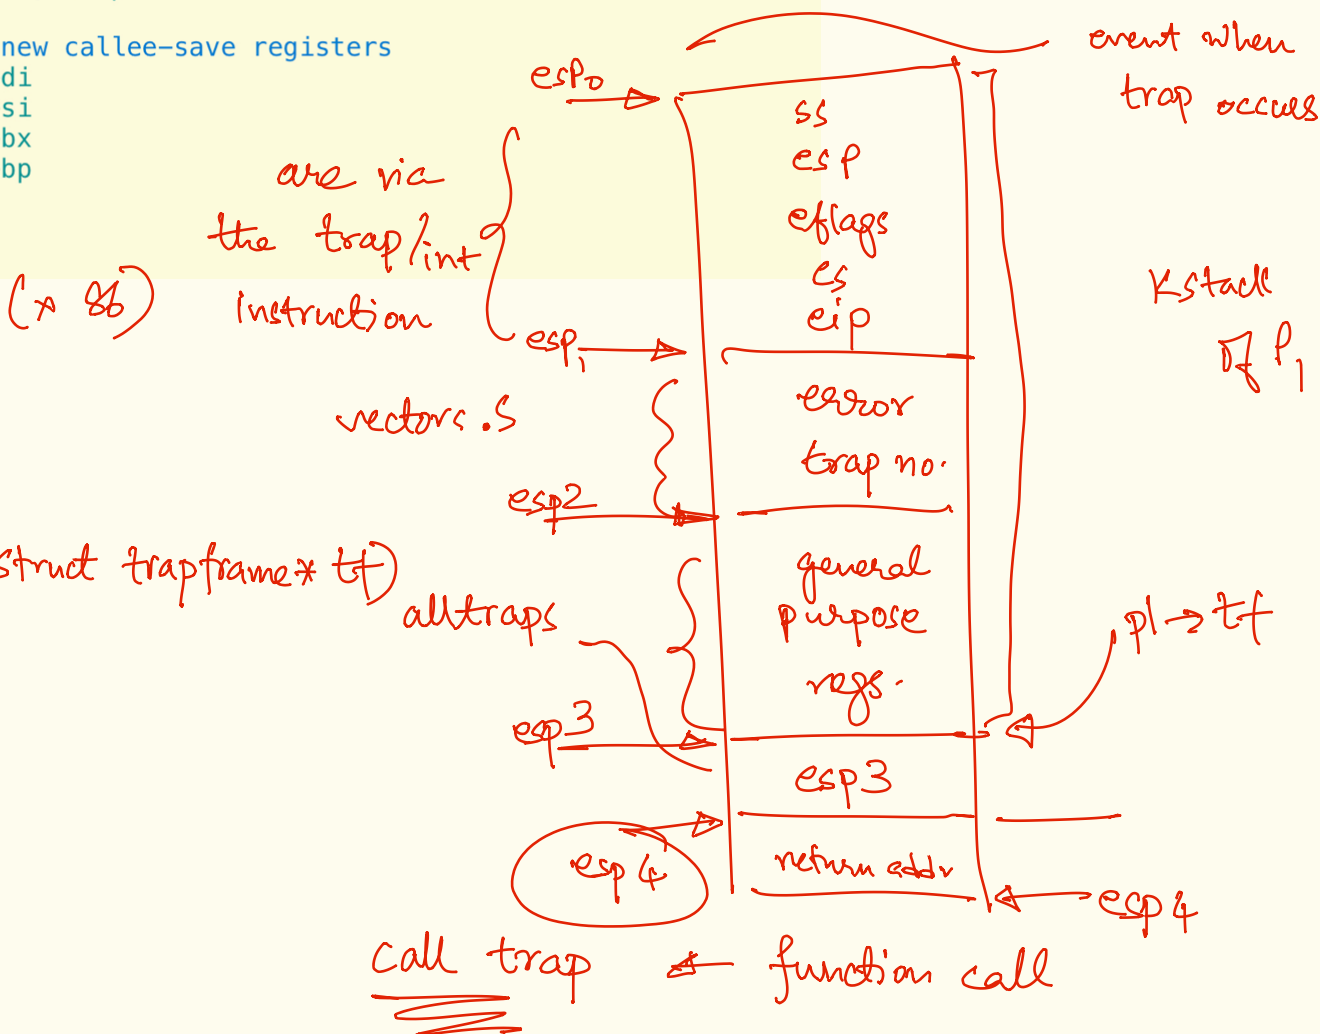 new callee-save registers
di
si
bx
bp
esp0
event when
trap occurs
ss
esp
eflags
cs
eip
are via
the trap/int
(x 86) instruction
esp1
Kstack
of P1
vectors.S
error
trap no.
esp2
struct trapframe* tf)
alltraps
general
purpose
regs.
p1->tf
esp3
esp3
esp4
return addr
esp4
call trap ← function call